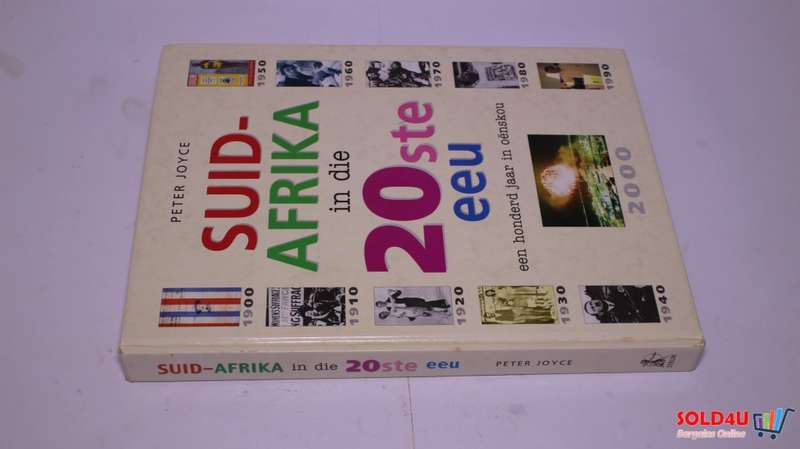 PETER JOYCE
SUID-
AFRIKA
in die
20ste
eeu
een honderd jaar in oënskou
1950
1960
1970
1980
1990
2000
1900
1910
1920
1930
1940
SUID-AFRIKA in die 20ste eeu PETER JOYCE
SOLD4U
Bargains Online